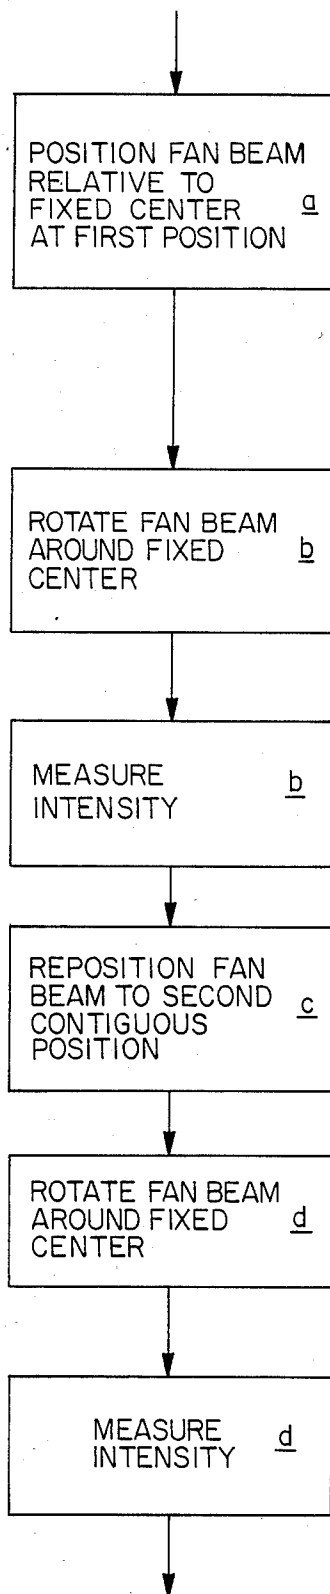 POSITION FAN BEAM
RELATIVE TO
FIXED CENTER a
AT FIRST POSITION
ROTATE FAN BEAM
AROUND FIXED b
CENTER
MEASURE b
INTENSITY
REPOSITION FAN
BEAM TO SECOND
CONTIGUOUS c
POSITION
ROTATE FAN BEAM
AROUND FIXED d
CENTER
MEASURE d
INTENSITY